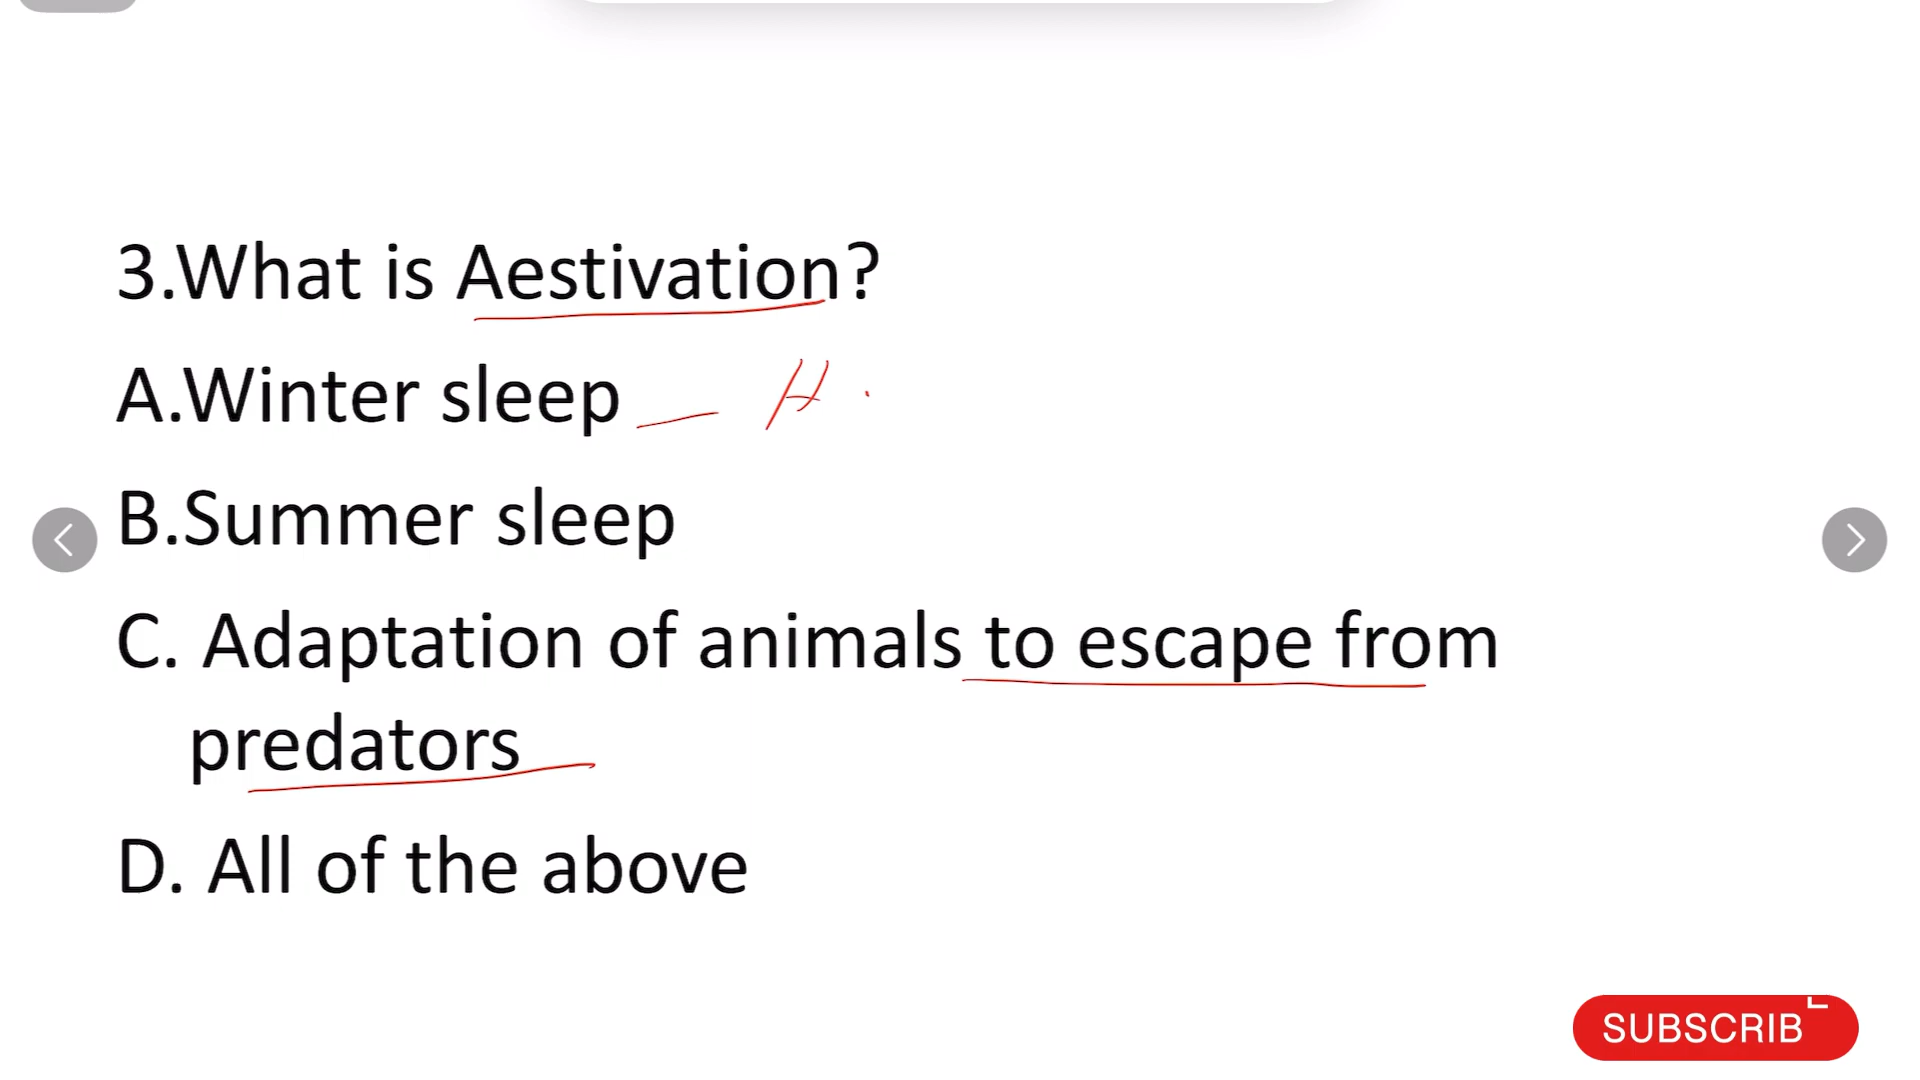 3.What is Aestivation?
A.Winter sleep — H.
B.Summer sleep
C. Adaptation of animals to escape from
predators
D. All of the above
SUBSCRIBE